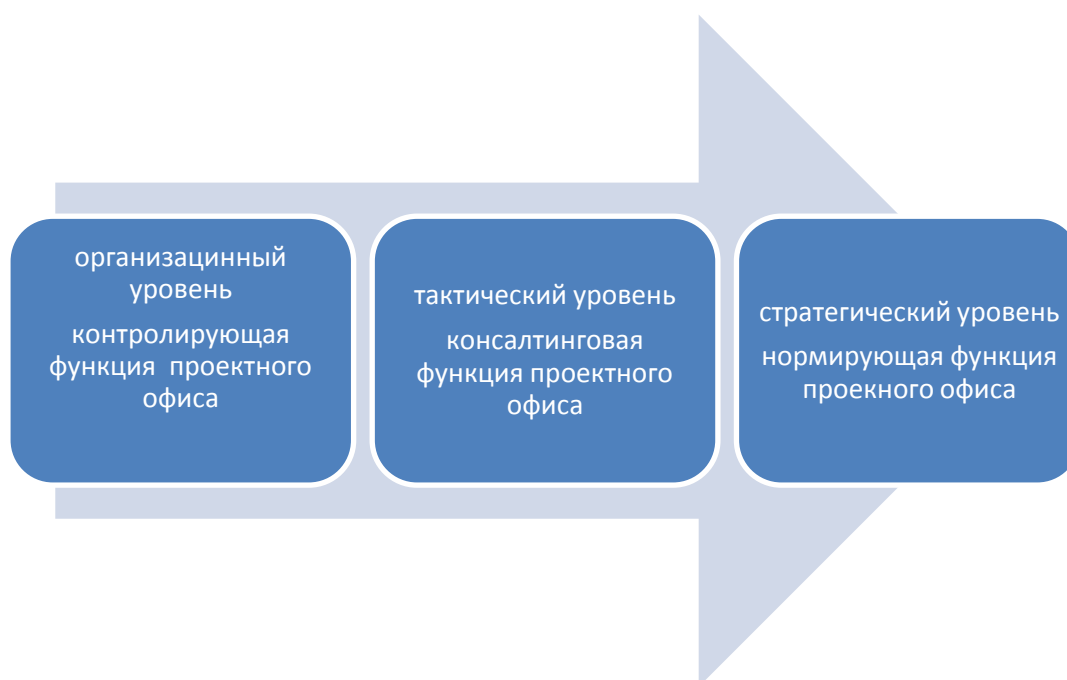 организацинный
уровень
контролирующая
функция  проектного
офиса
тактический уровень
консалтинговая
функция проектного
офиса
стратегический уровень
нормирующая функция
проекного офиса